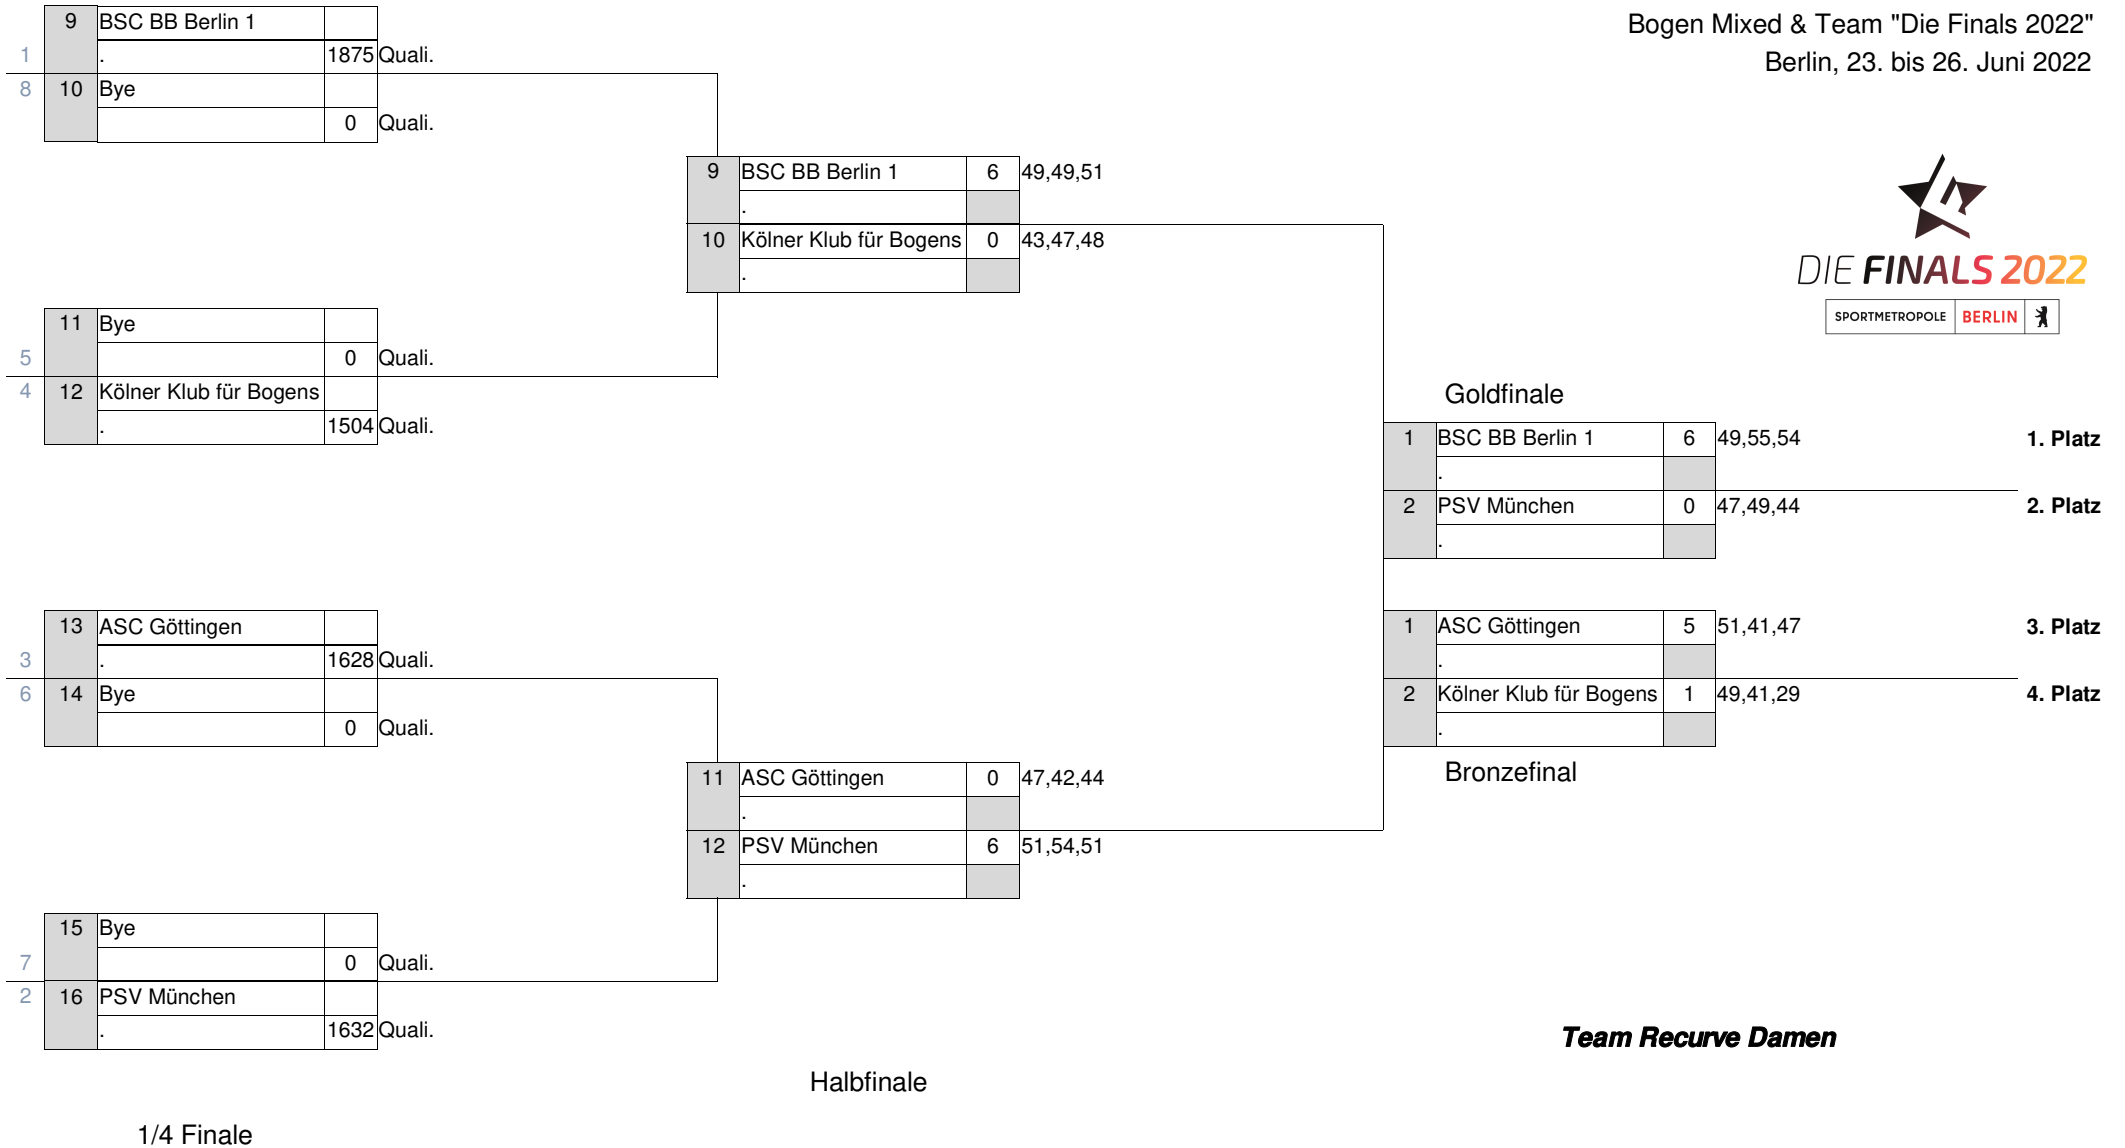 Bogen Mixed & Team "Die Finals 2022"
Berlin, 23. bis 26. Juni 2022
DIE FINALS 2022
SPORTMETROPOLE BERLIN
9 BSC BB Berlin 1
1 . 1875 Quali.
8 10 Bye
0 Quali.
11 Bye
5 0 Quali.
4 12 Kölner Klub für Bogens
. 1504 Quali.
13 ASC Göttingen
3 . 1628 Quali.
6 14 Bye
0 Quali.
15 Bye
7 0 Quali.
2 16 PSV München
. 1632 Quali.
1/4 Finale
9 BSC BB Berlin 1 6 49,49,51
.
10 Kölner Klub für Bogens 0 43,47,48
.
11 ASC Göttingen 0 47,42,44
.
12 PSV München 6 51,54,51
.
Halbfinale
Goldfinale
1 BSC BB Berlin 1 6 49,55,54 1. Platz
.
2 PSV München 0 47,49,44 2. Platz
.
1 ASC Göttingen 5 51,41,47 3. Platz
.
2 Kölner Klub für Bogens 1 49,41,29 4. Platz
.
Bronzefinal
Team Recurve Damen